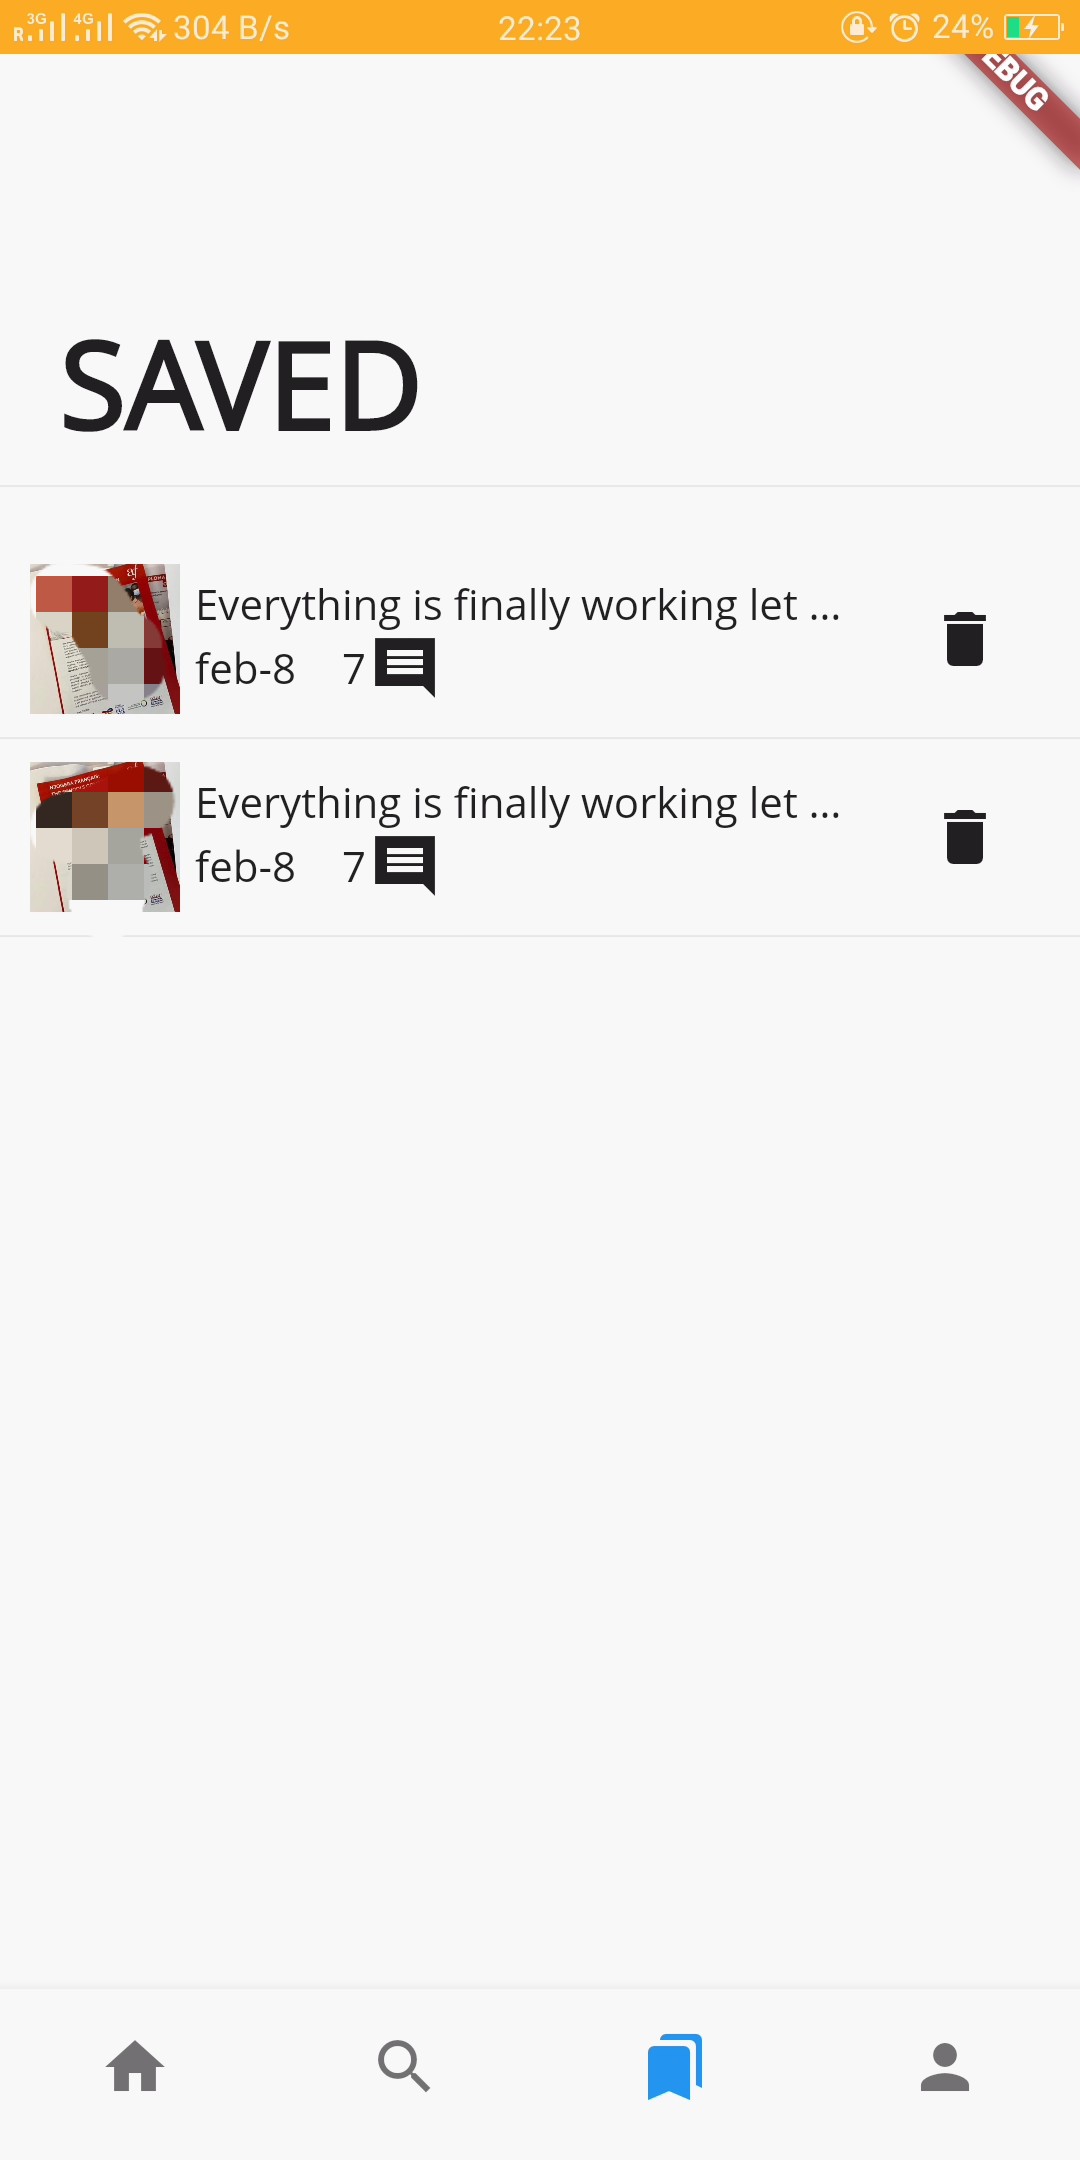 3G 4G R 304 B/s 22:23 24%
EBUG
SAVED
Everything is finally working let ...
feb-8 7
Everything is finally working let ...
feb-8 7